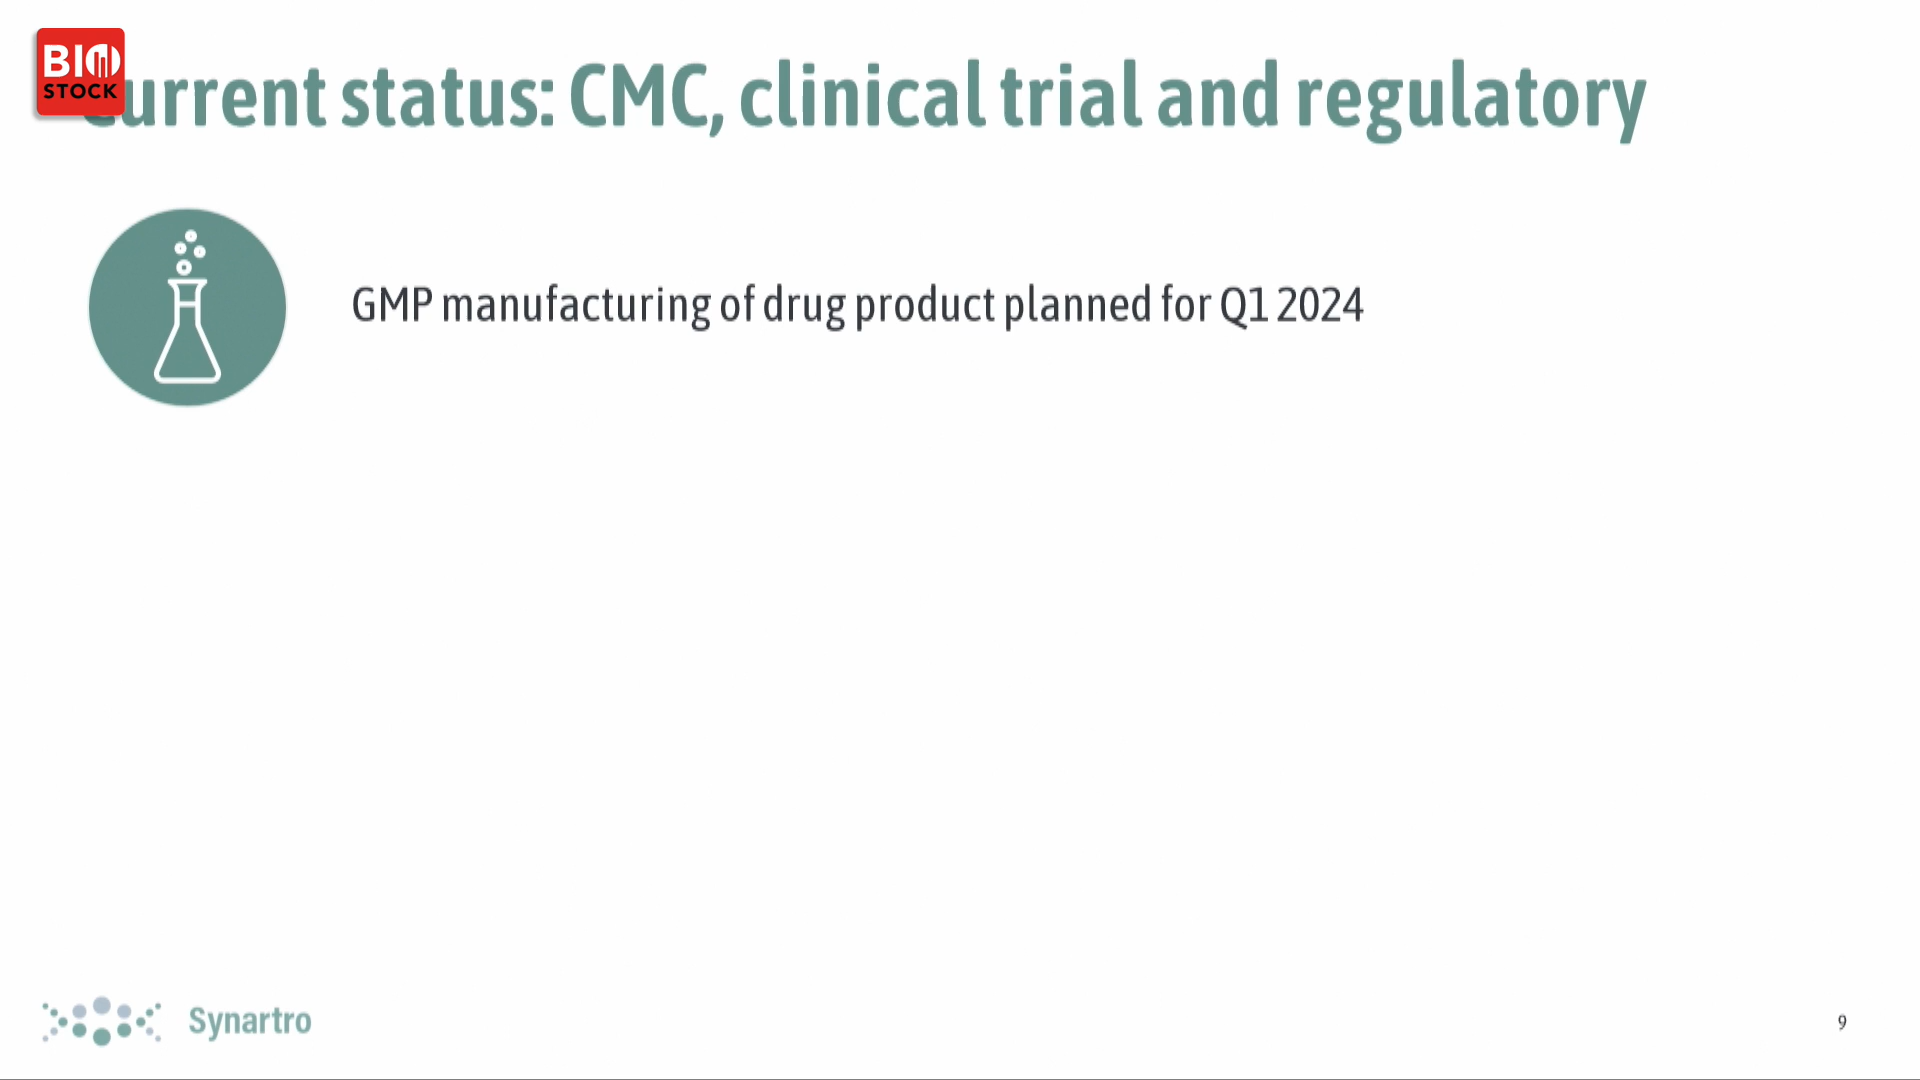 BIO
STOCK
Current status: CMC, clinical trial and regulatory
GMP manufacturing of drug product planned for Q1 2024
Synartro
9